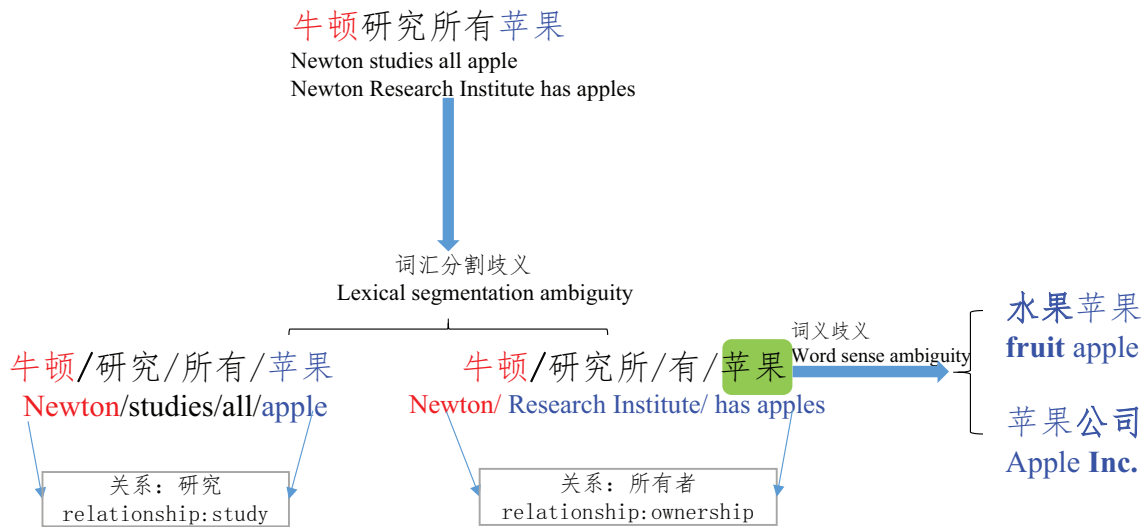 牛顿研究所有苹果
Newton studies all apple
Newton Research Institute has apples
词汇分割歧义
Lexical segmentation ambiguity
牛顿/研究/所有/苹果
Newton/studies/all/apple
关系：研究
relationship:study
牛顿/研究所/有/苹果
Newton/ Research Institute/ has apples
关系：所有者
relationship:ownership
词义歧义
Word sense ambiguity
水果苹果
fruit apple
苹果公司
Apple Inc.